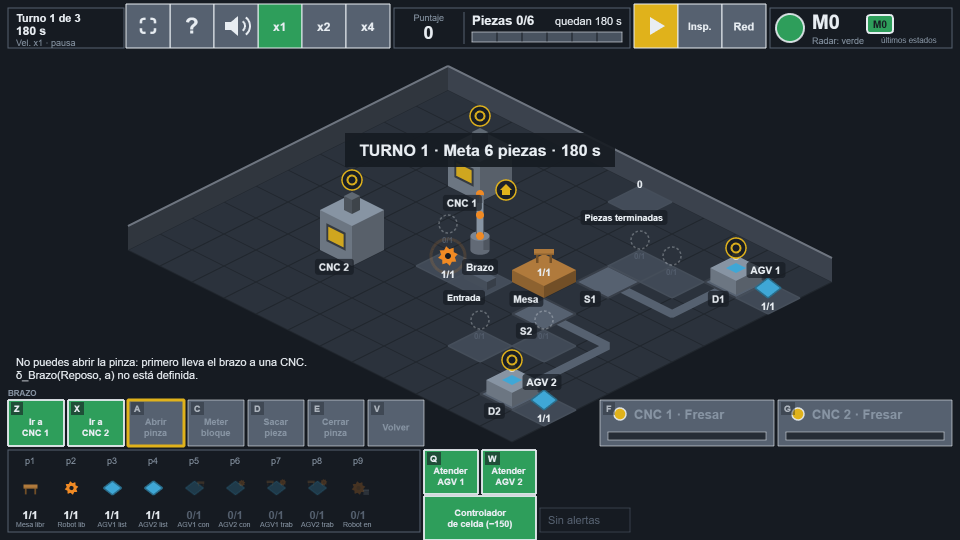 Turno 1 de 3
180 s
Vel. x1 · pausa
?
x1
x2
x4
Puntaje
0
Piezas 0/6
quedan 180 s
Insp.
Red
M0
Radar: verde
M0
últimos estados
TURNO 1 · Meta 6 piezas · 180 s
CNC 1
CNC 2
0
Piezas terminadas
1/1
Brazo
Entrada
1/1
Mesa
S1
D1
AGV 1
1/1
S2
AGV 2
D2
1/1
No puedes abrir la pinza: primero lleva el brazo a una CNC.
δ_Brazo(Reposo, a) no está definida.
BRAZO
Z
Ir a
CNC 1
X
Ir a
CNC 2
A
Abrir
pinza
C
Meter
bloque
D
Sacar
pieza
E
Cerrar
pinza
V
Volver
F
CNC 1 · Fresar
G
CNC 2 · Fresar
p1
p2
p3
p4
p5
p6
p7
p8
p9
1/1
1/1
1/1
1/1
0/1
0/1
0/1
0/1
0/1
Mesa libr
Robot lib
AGV1 list
AGV2 list
AGV1 con
AGV2 con
AGV1 trab
AGV2 trab
Robot en
Q
Atender
AGV 1
W
Atender
AGV 2
Controlador
de celda (−150)
Sin alertas